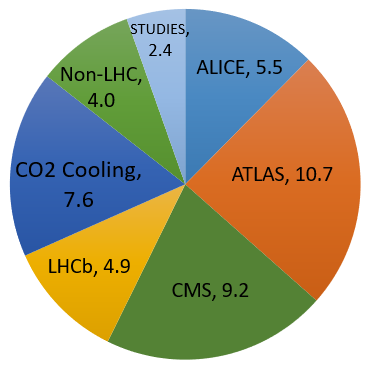 STUDIES,
2.4
ALICE, 5.5
Non-LHC,
4.0
ATLAS, 10.7
CO2 Cooling,
7.6
LHCb, 4.9
CMS, 9.2